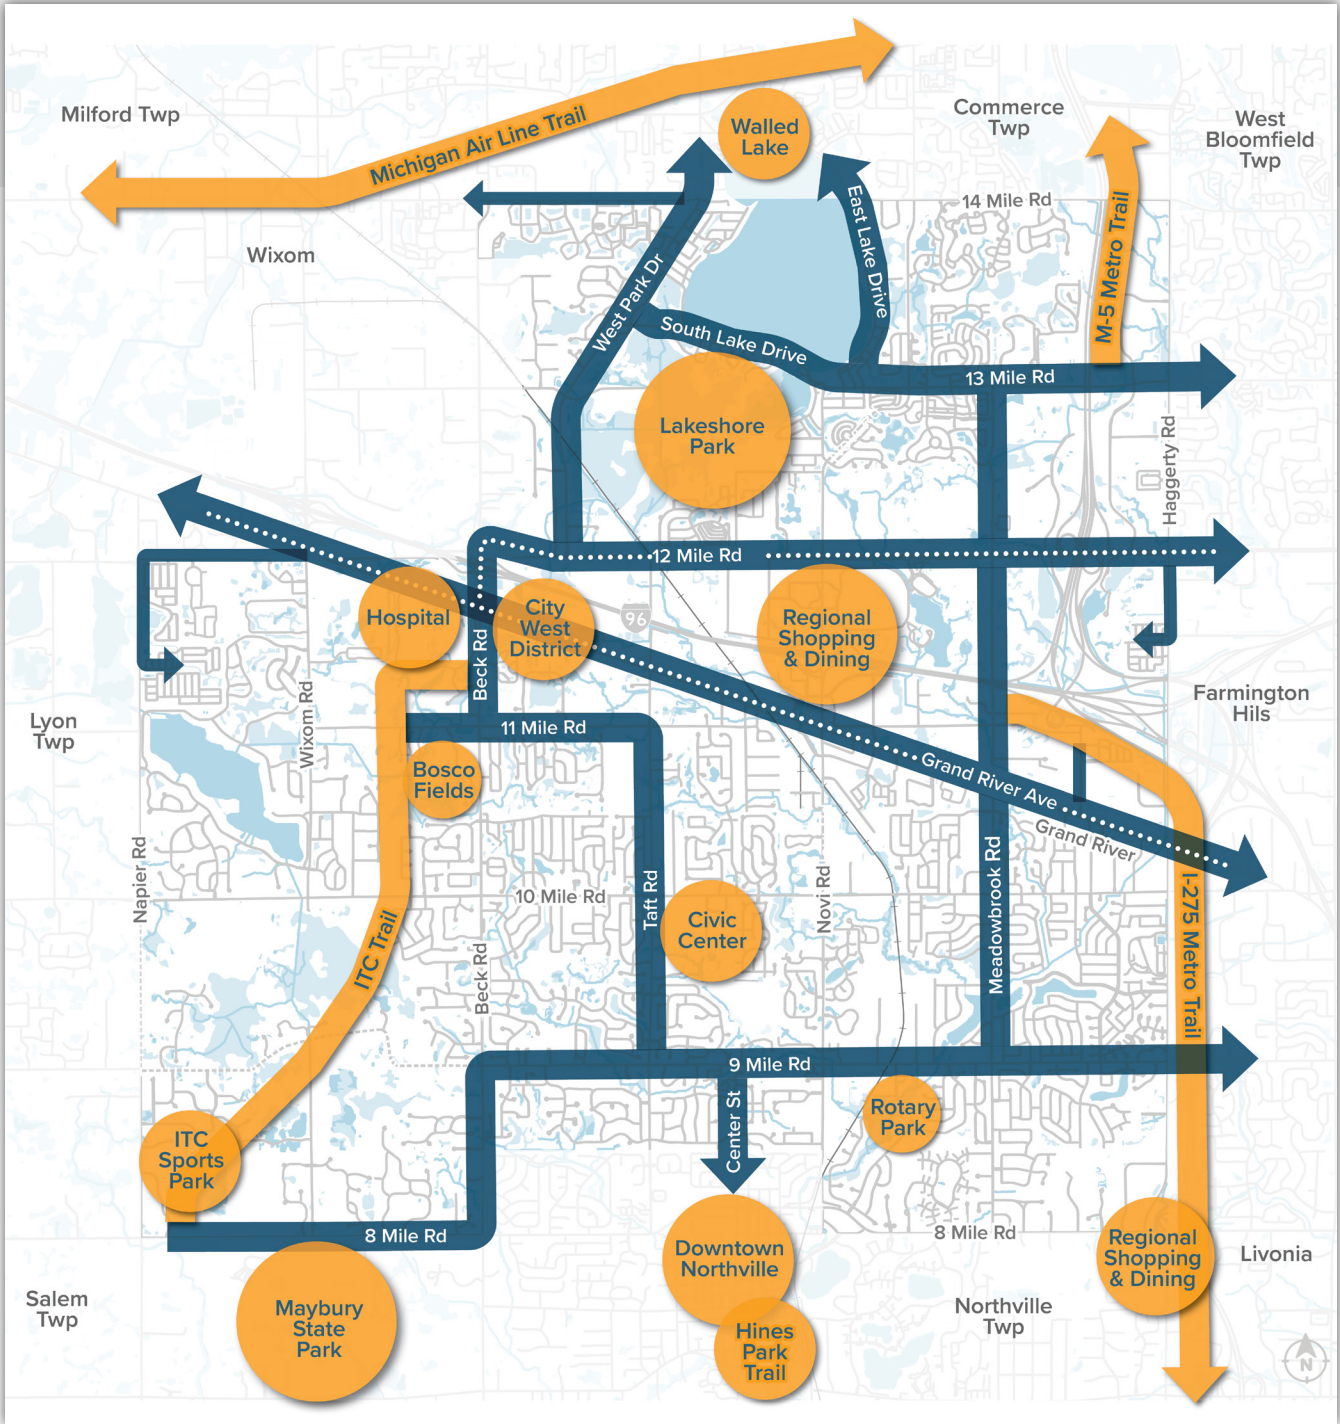 Milford Twp
Michigan Air Line Trail
Walled
Lake
Commerce
Twp
West
Bloomfield
Twp
14 Mile Rd
Wixom
West Park Dr
East Lake Drive
M-5 Metro Trail
South Lake Drive
13 Mile Rd
Lakeshore
Park
Haggerty Rd
12 Mile Rd
Hospital
City
West
District
96
Regional
Shopping
& Dining
Beck Rd
Farmington
Hills
Lyon
Twp
Wixom Rd
11 Mile Rd
Bosco
Fields
Grand River Ave
Grand River
Napier Rd
10 Mile Rd
Taft Rd
Civic
Center
Novi Rd
Meadowbrook Rd
I-275 Metro Trail
ITC Trail
Beck Rd
9 Mile Rd
Center St
Rotary
Park
ITC
Sports
Park
8 Mile Rd
8 Mile Rd
Downtown
Northville
Regional
Shopping
& Dining
Livonia
Salem
Twp
Maybury
State
Park
Northville
Twp
Hines
Park
Trail
N